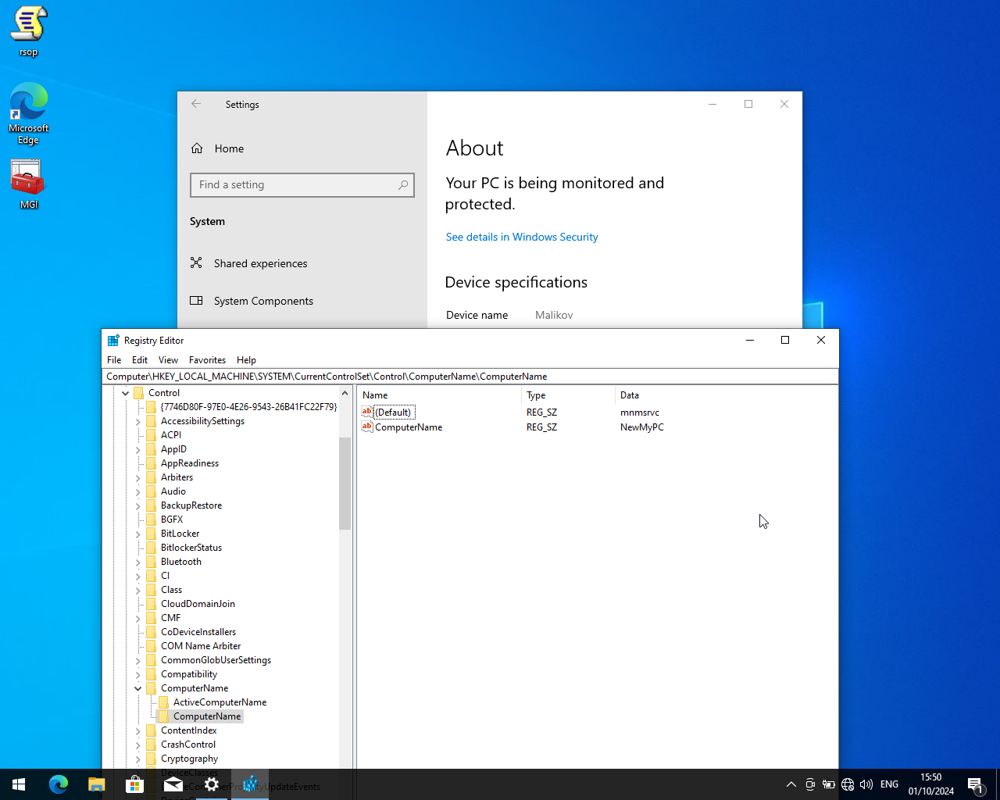 rsop
Microsoft
Edge
MGI
Settings
Home
Find a setting
System
Shared experiences
System Components
About
Your PC is being monitored and
protected.
See details in Windows Security
Device specifications
Device name Malikov
Registry Editor
File Edit View Favorites Help
Computer\HKEY_LOCAL_MACHINE\SYSTEM\CurrentControlSet\Control\ComputerName\ComputerName
Control
{7746D80F-97E0-4E26-9543-26B41FC22F79}
AccessibilitySettings
ACPI
AppID
AppReadiness
Arbiters
Audio
BackupRestore
BGFX
BitLocker
BitlockerStatus
Bluetooth
CI
Class
CloudDomainJoin
CMF
CoDeviceInstallers
COM Name Arbiter
CommonGlobUserSettings
Compatibility
ComputerName
ActiveComputerName
ComputerName
ContentIndex
CrashControl
Cryptography
DeviceClasses
Name Type Data
(Default) REG_SZ mnmsrvc
ComputerName REG_SZ NewMyPC
ENG
15:50
01/10/2024
1